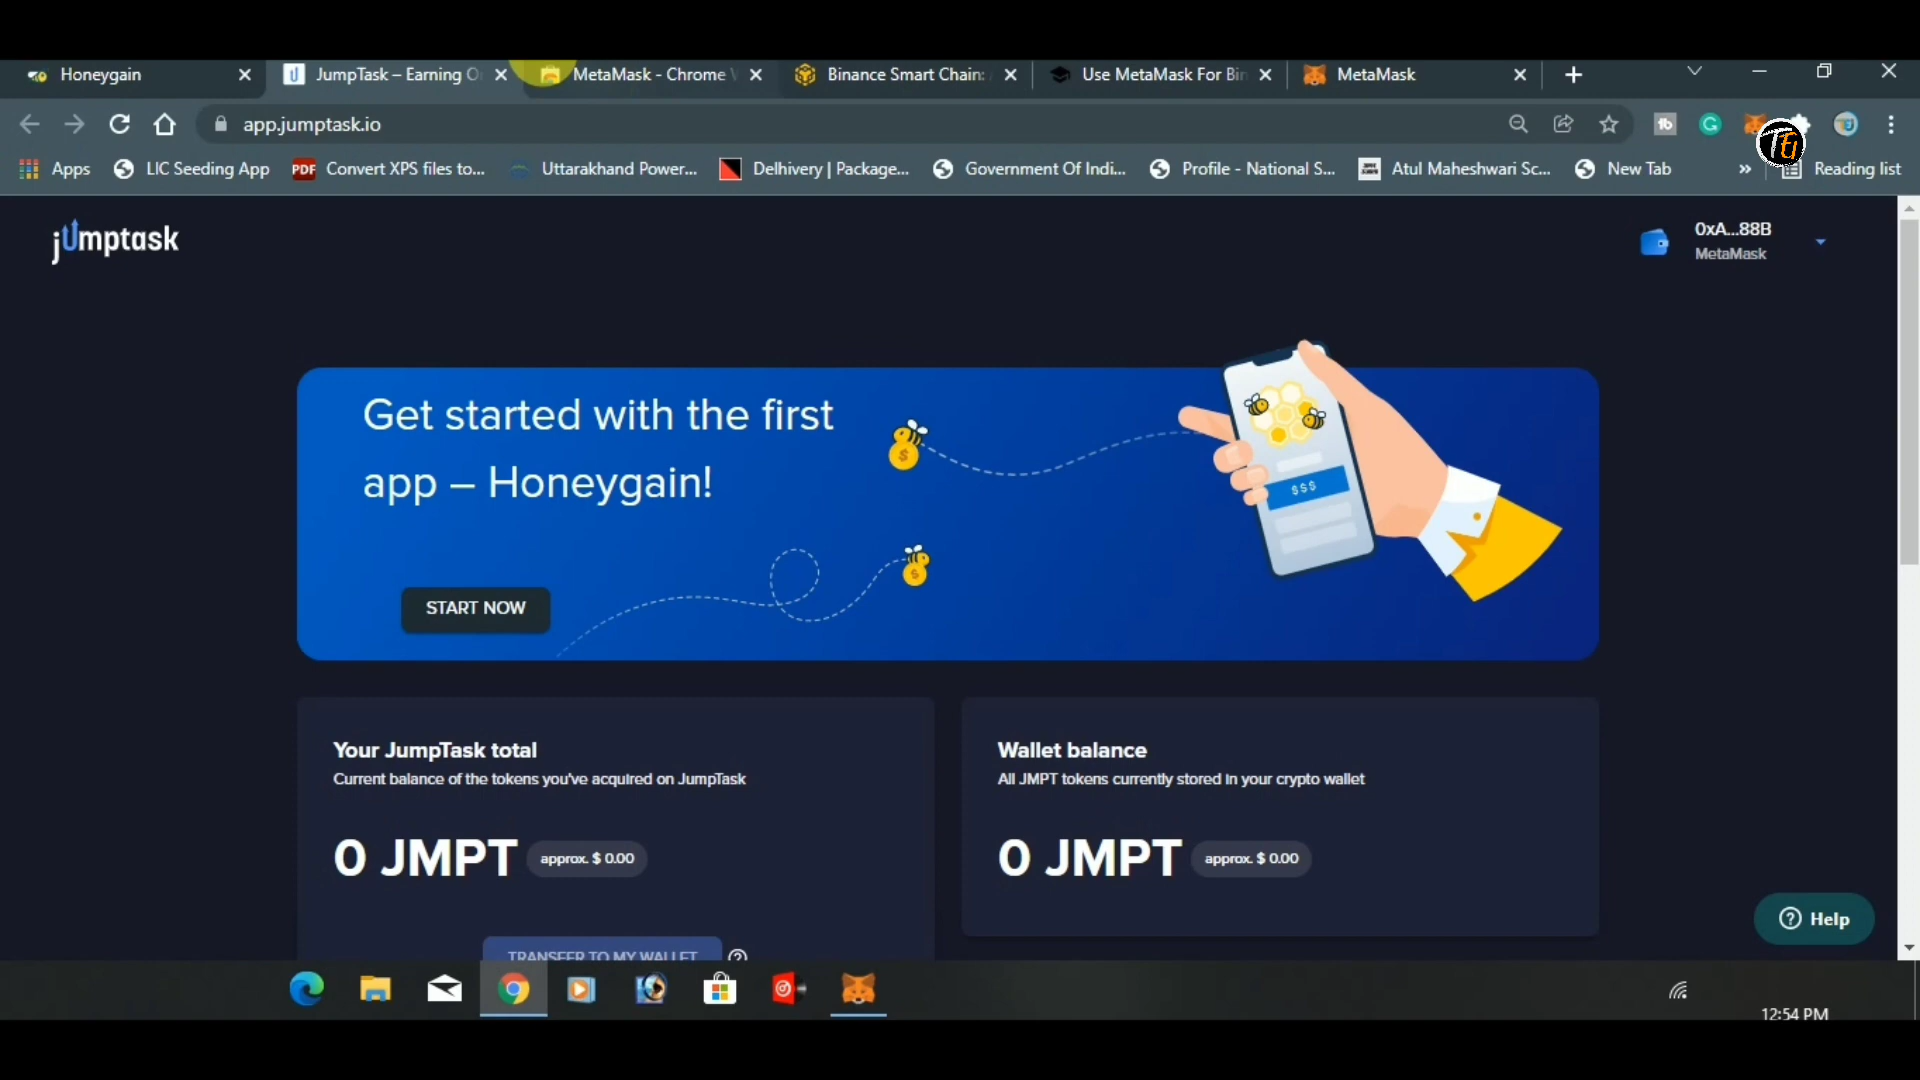 Honeygain
JumpTask – Earning O
MetaMask - Chrome
Binance Smart Chain:
Use MetaMask For Bin
MetaMask
app.jumptask.io
Apps
LIC Seeding App
PDF
Convert XPS files to...
Uttarakhand Power...
Delhivery | Package...
Government Of Indi...
Profile - National S...
Atul Maheshwari Sc...
New Tab
»
Reading list
jUmptask
0xA...88B
MetaMask
Get started with the first
app – Honeygain!
$
$
$$$
START NOW
Your JumpTask total
Current balance of the tokens you've acquired on JumpTask
0 JMPT approx. $ 0.00
TRANSFER TO MY WALLET
Wallet balance
All JMPT tokens currently stored in your crypto wallet
0 JMPT approx. $ 0.00
Help
12:54 PM